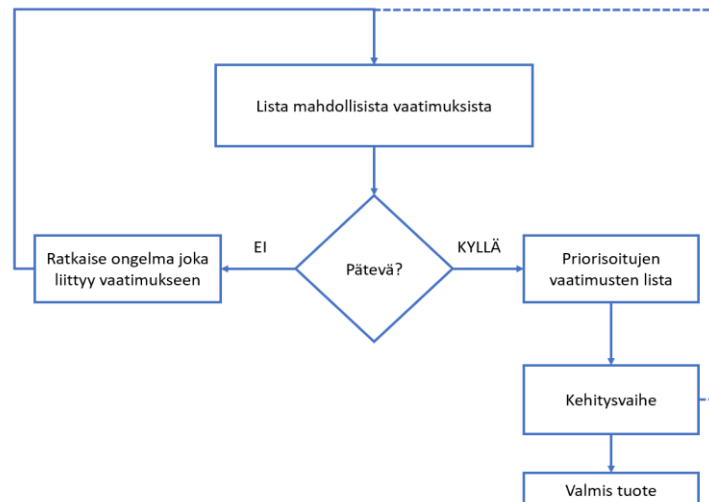 Lista mahdollisista vaatimuksista
EI
KYLLÄ
Ratkaise ongelma joka
liittyy vaatimukseen
Pätevä?
Priorisoitujen
vaatimusten lista
Kehitysvaihe
Valmis tuote